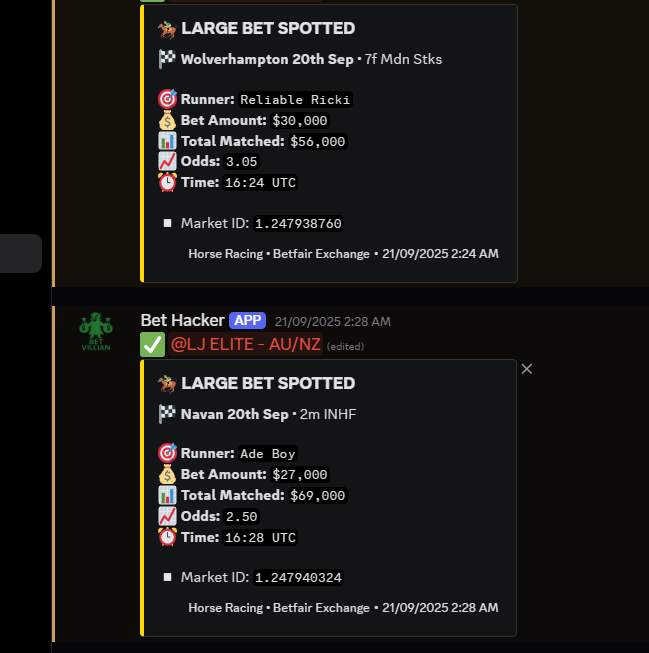 LARGE BET SPOTTED
Wolverhampton 20th Sep • 7f Mdn Stks
Runner: Reliable Ricki
Bet Amount: $30,000
Total Matched: $56,000
Odds: 3.05
Time: 16:24 UTC
Market ID: 1.247938760
Horse Racing • Betfair Exchange • 21/09/2025 2:24 AM
BET
VILLIAN
Bet Hacker APP 21/09/2025 2:28 AM
@LJ ELITE - AU/NZ (edited)
LARGE BET SPOTTED
Navan 20th Sep • 2m INHF
Runner: Ade Boy
Bet Amount: $27,000
Total Matched: $69,000
Odds: 2.50
Time: 16:28 UTC
Market ID: 1.247940324
Horse Racing • Betfair Exchange • 21/09/2025 2:28 AM